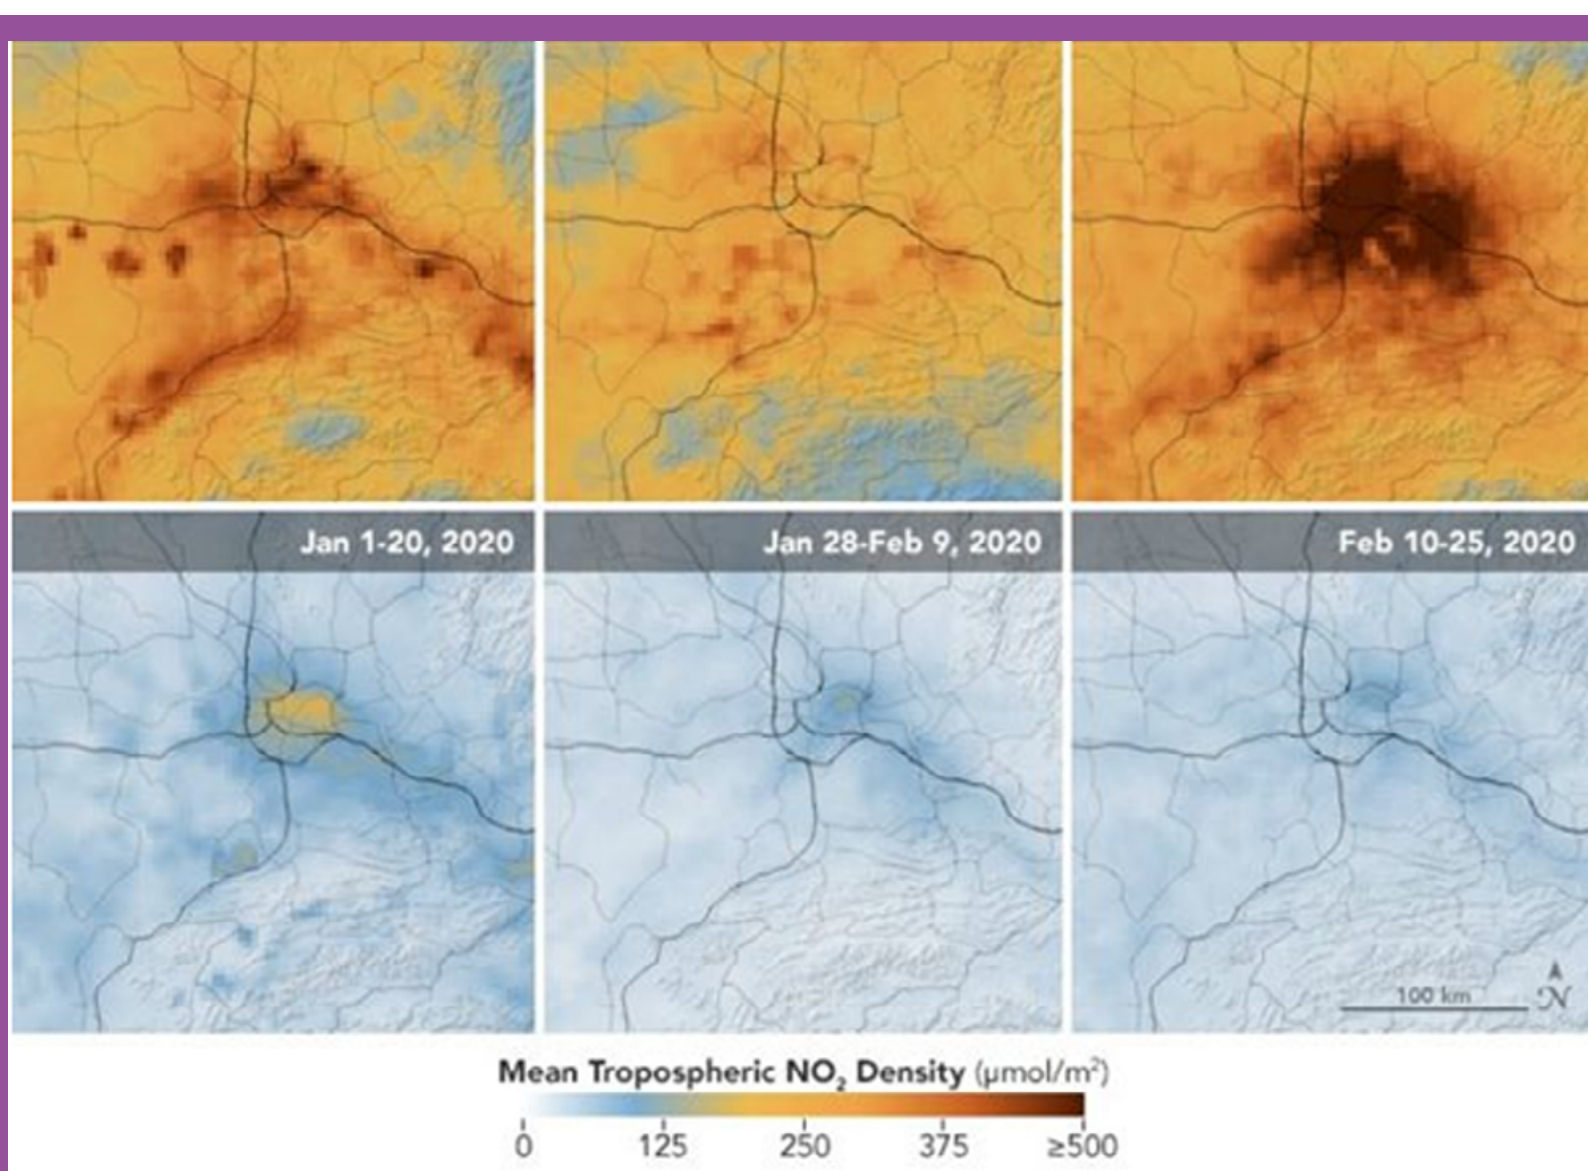 Jan 1-20, 2020
Jan 28-Feb 9, 2020
Feb 10-25, 2020
100 km
N
Mean Tropospheric NO₂ Density (µmol/m²)
0 125 250 375 ≥500